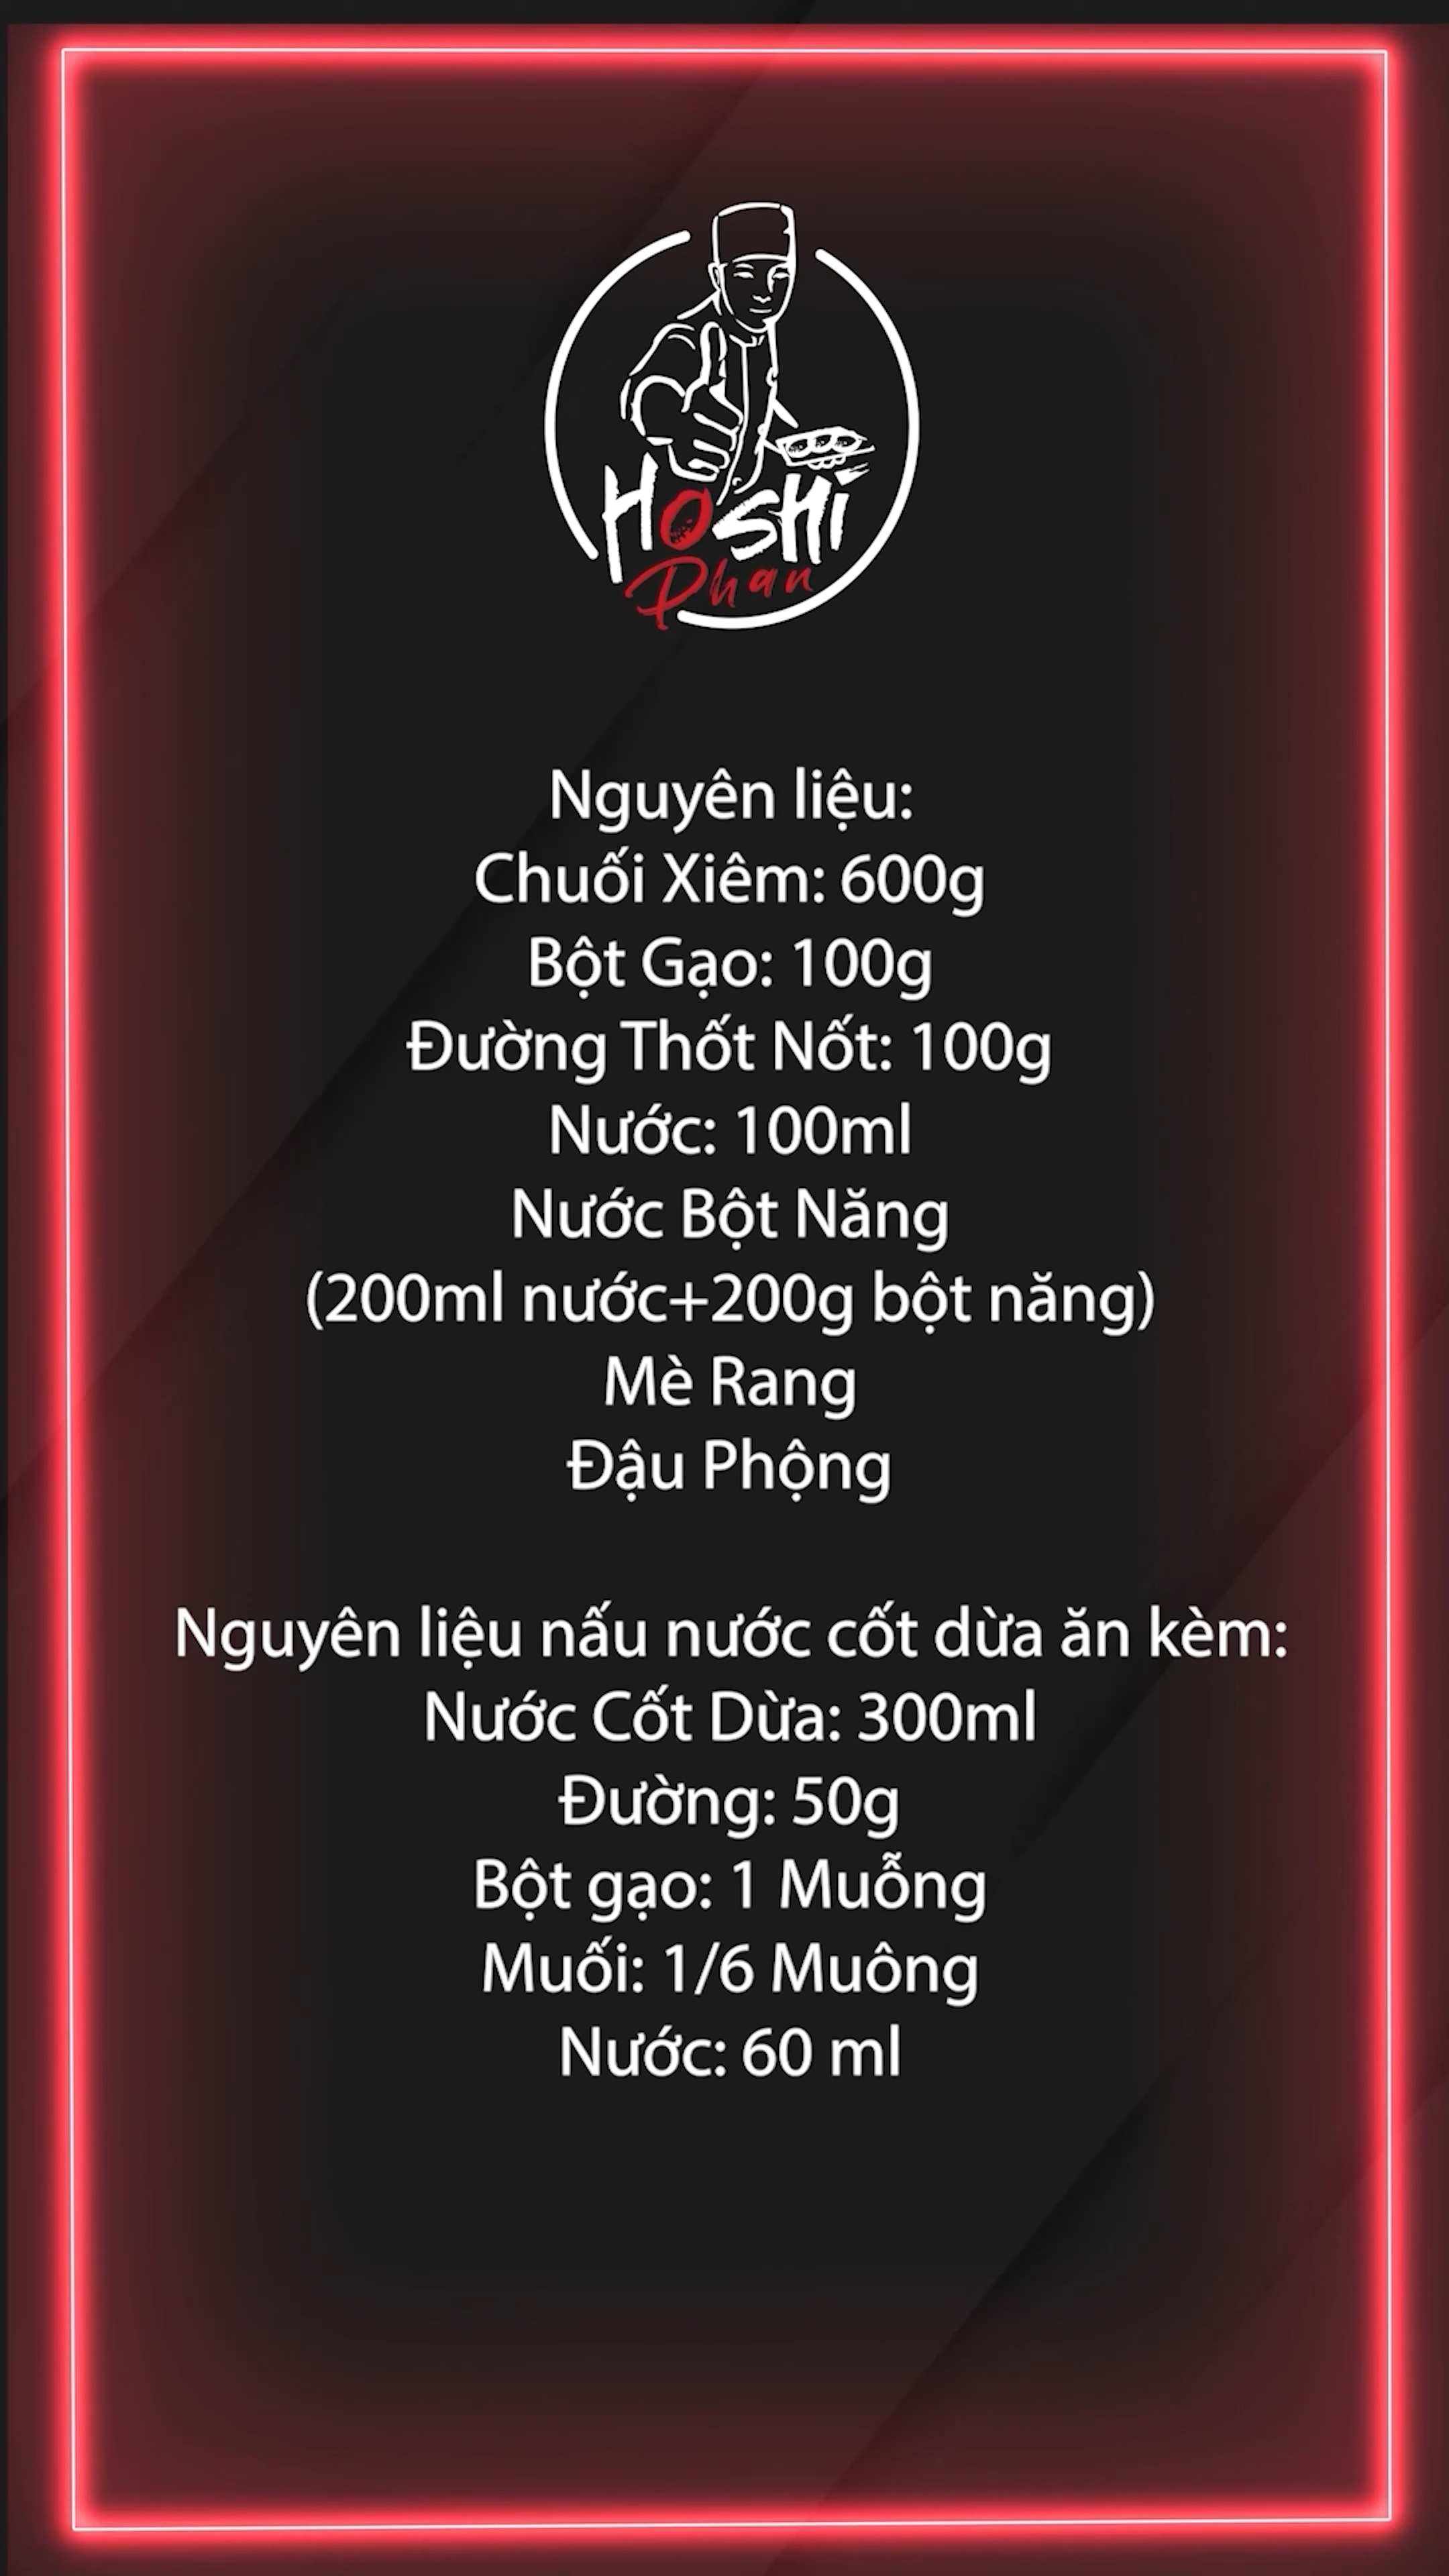 HOSHI
Phan
Nguyên liệu:
Chuối Xiêm: 600g
Bột Gạo: 100g
Đường Thốt Nốt: 100g
Nước: 100ml
Nước Bột Năng
(200ml nước+200g bột năng)
Mè Rang
Đậu Phộng
Nguyên liệu nấu nước cốt dừa ăn kèm:
Nước Cốt Dừa: 300ml
Đường: 50g
Bột gạo: 1 Muỗng
Muối: 1/6 Muông
Nước: 60 ml